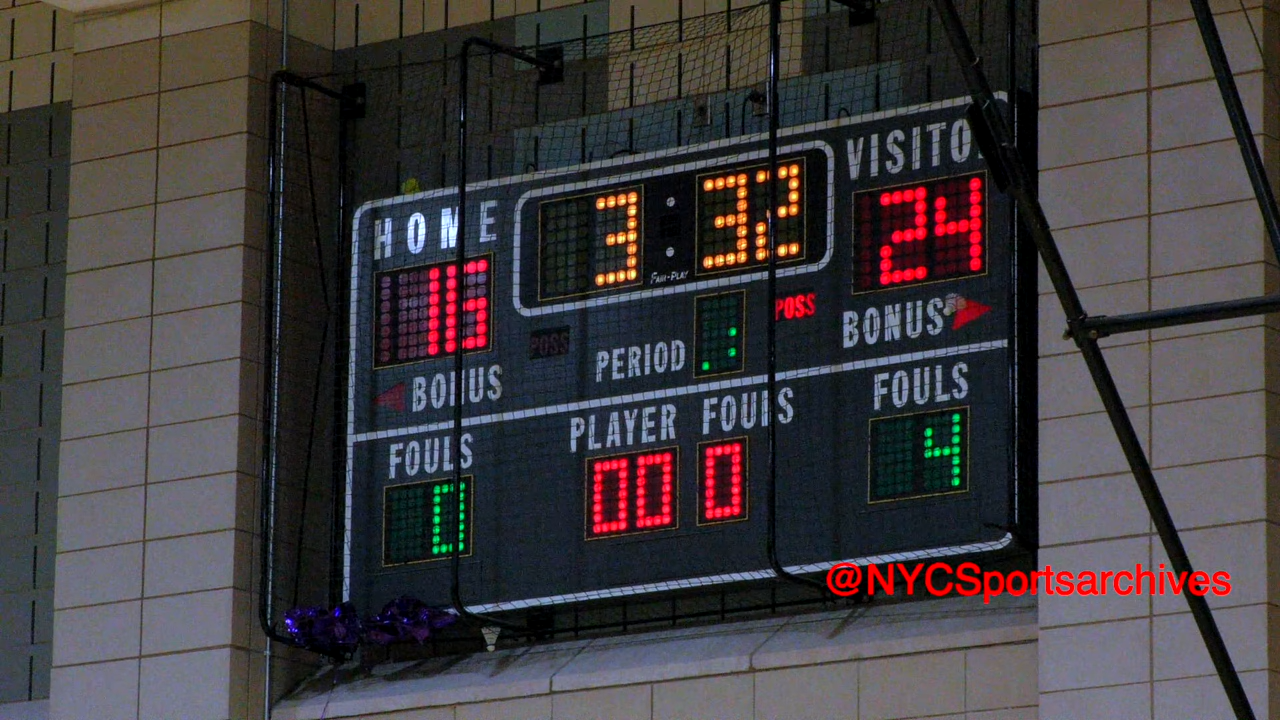 HOME
3 : 32
VISITO
15
24
FAIR-PLAY
POSS
POSS
BONUS
PERIOD
BONUS
FOULS
PLAYER FOULS
FOULS
0
00 0
4
@NYCSportsarchives